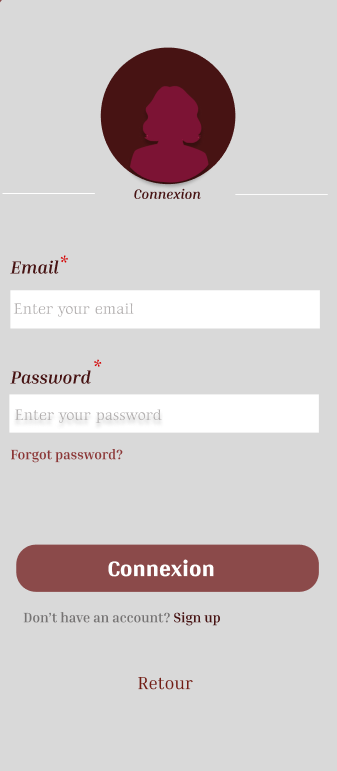 Connexion
Email*
Enter your email
Password*
Enter your password
Forgot password?
Connexion
Don't have an account? Sign up
Retour